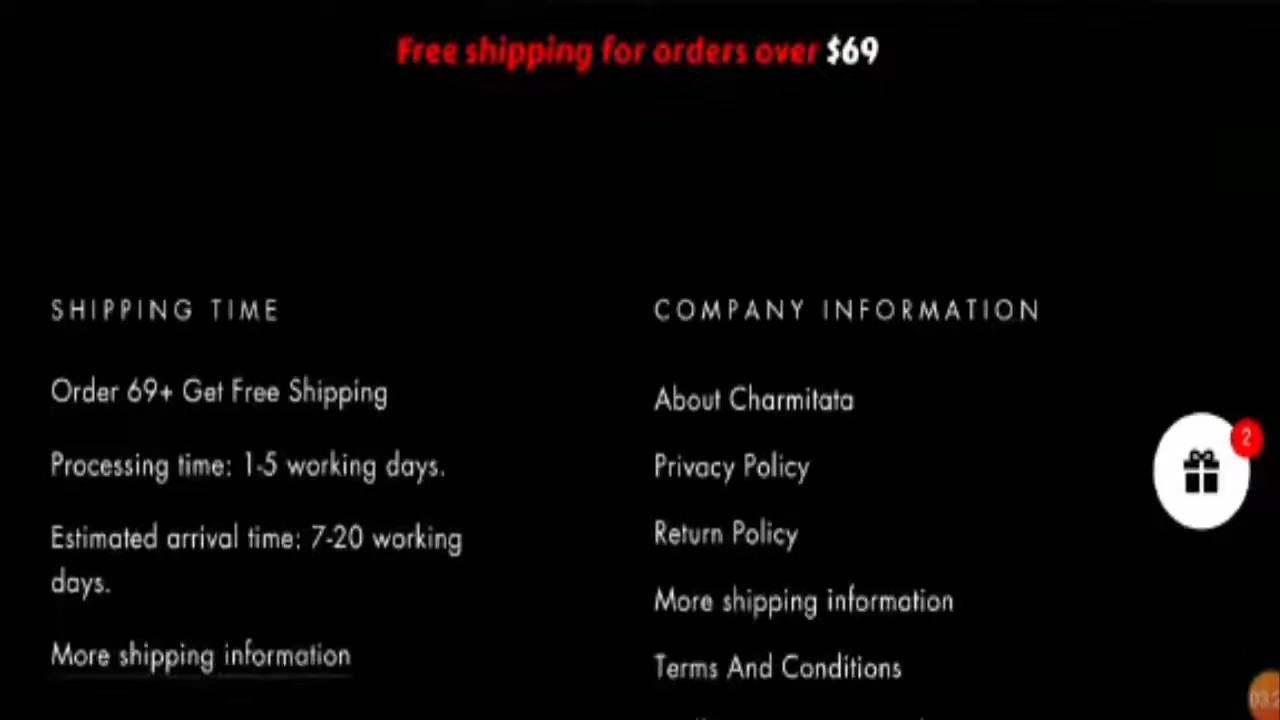 Free shipping for orders over $69
SHIPPING TIME
Order 69+ Get Free Shipping
Processing time: 1-5 working days.
Estimated arrival time: 7-20 working
days.
More shipping information
COMPANY INFORMATION
About Charmitata
Privacy Policy
Return Policy
More shipping information
Terms And Conditions
2